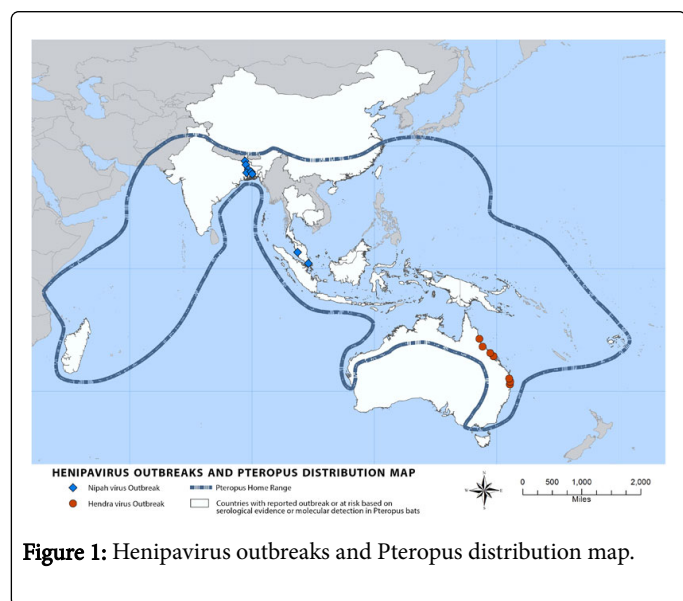 HENIPAVIRUS OUTBREAKS AND PTEROPUS DISTRIBUTION MAP
Nipah virus Outbreak
Pteropus Home Range
Hendra virus Outbreak
Countries with reported outbreak or at risk based on
serological evidence or molecular detection in Pteropus bats
N
W
E
S
0 500 1,000 2,000
Miles
Figure 1: Henipavirus outbreaks and Pteropus distribution map.